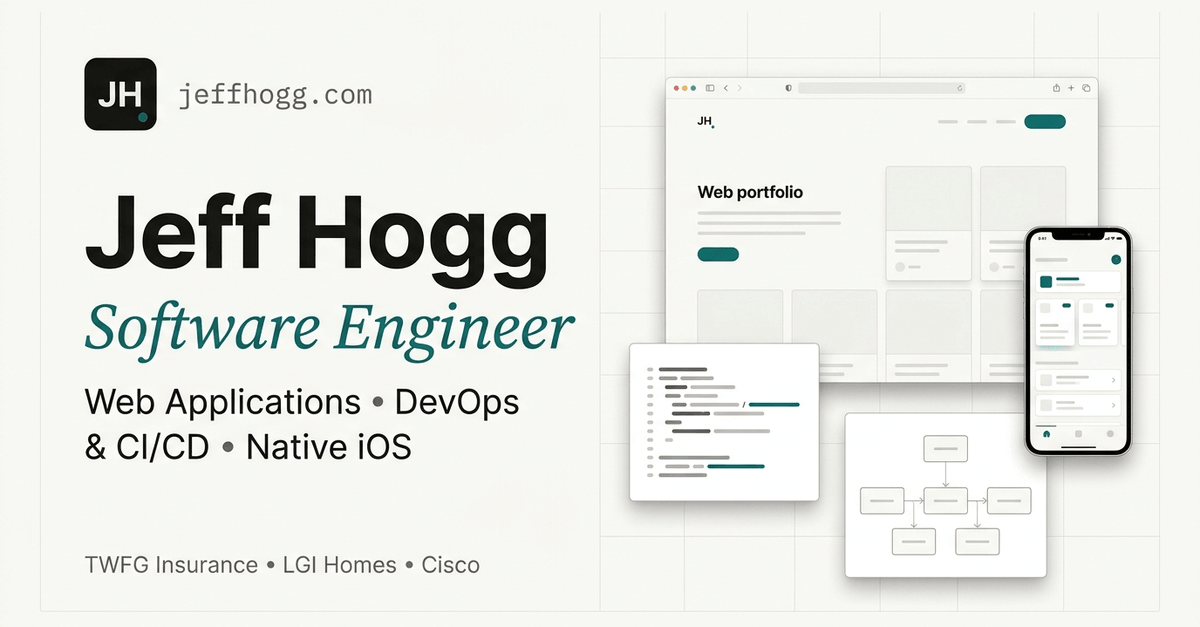 JH
jeffhogg.com
Jeff Hogg
Software Engineer
Web Applications • DevOps
& CI/CD • Native iOS
TWFG Insurance • LGI Homes • Cisco
JH
Web portfolio
/